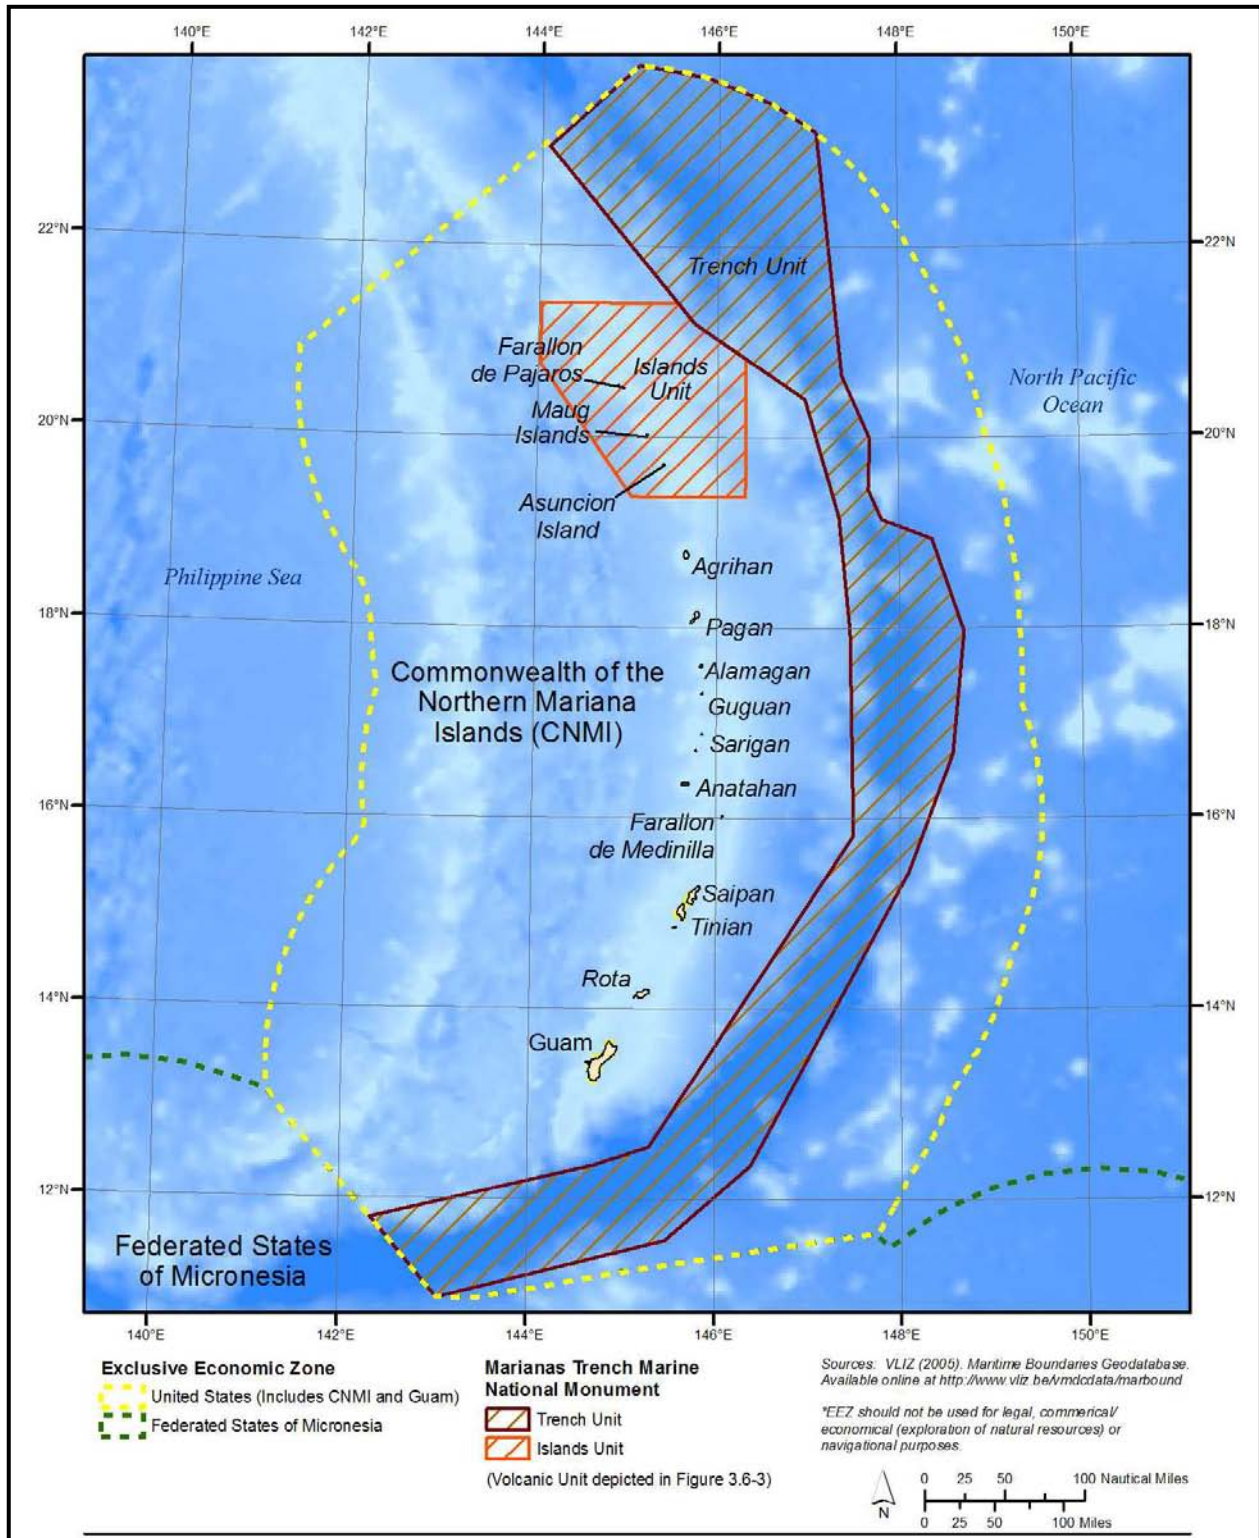 140°E 142°E 144°E 146°E 148°E 150°E
22°N 22°N
Trench Unit
Farallon
de Pajaros
Islands
Unit
North Pacific
Ocean
Maug
Islands
20°N 20°N
Asuncion
Island
Philippine Sea
Agrihan
18°N 18°N
Pagan
Commonwealth of the
Northern Mariana
Islands (CNMI)
Alamagan
Guguan
Sarigan
Anatahan
16°N 16°N
Farallon
de Medinilla
Saipan
Tinian
Rota
14°N 14°N
Guam
12°N 12°N
Federated States
of Micronesia
140°E 142°E 144°E 146°E 148°E 150°E
Exclusive Economic Zone
United States (Includes CNMI and Guam)
Federated States of Micronesia
Marianas Trench Marine
National Monument
Trench Unit
Islands Unit
(Volcanic Unit depicted in Figure 3.6-3)
Sources: VLIZ (2005). Maritime Boundaries Geodatabase.
Available online at http://www.vliz.be/vmdcdata/marbound
*EEZ should not be used for legal, commerical/
economical (exploration of natural resources) or
navigational purposes.
N
0 25 50 100 Nautical Miles
0 25 50 100 Miles